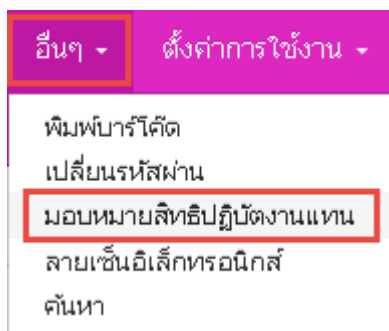 อื่นๆ ตั้งค่าการใช้งาน
พิมพ์บาร์โค๊ด
เปลี่ยนรหัสผ่าน
มอบหมายสิทธิปฏิบัตงานแทน
ลายเซ็นอิเล็กทรอนิกส์
ค้นหา